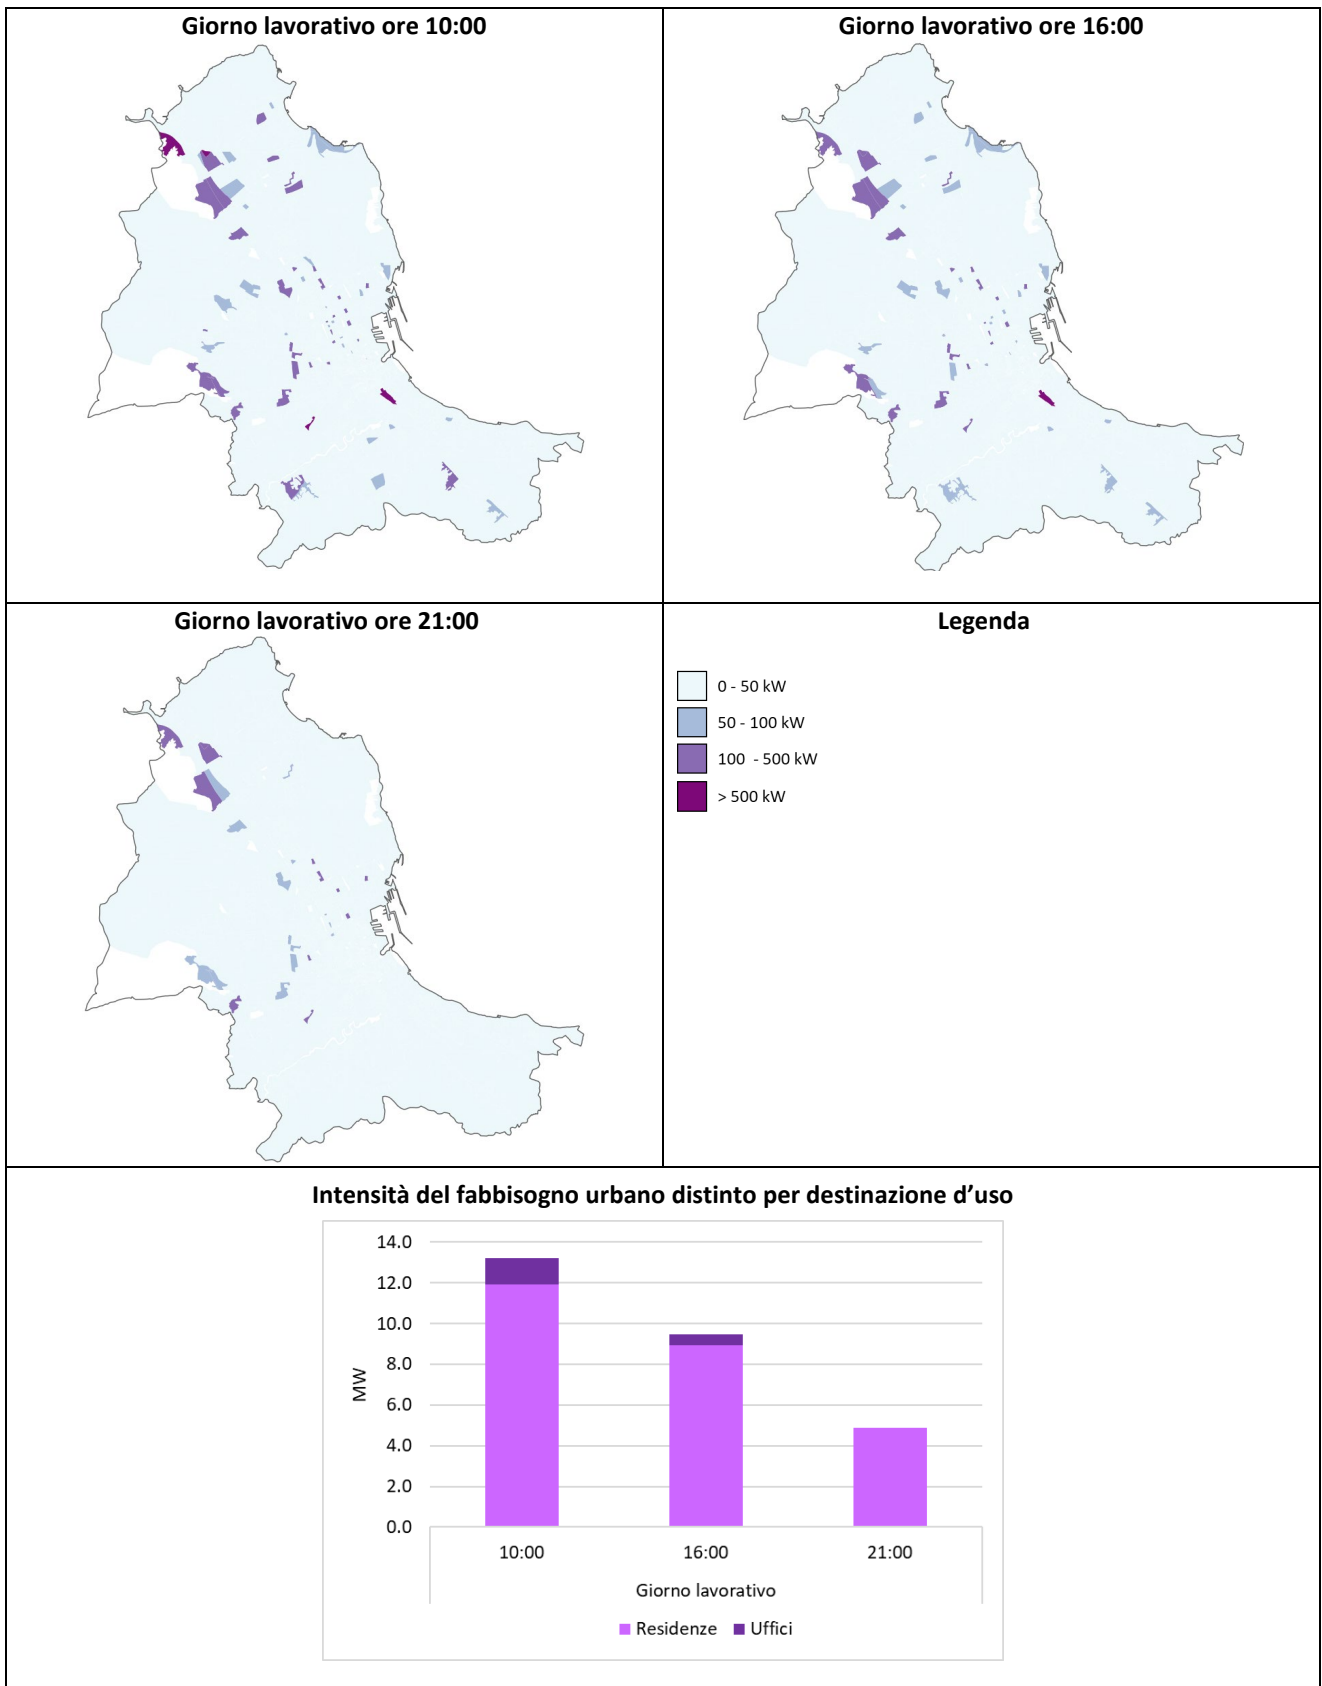 Giorno lavorativo ore 10:00
Giorno lavorativo ore 16:00
Giorno lavorativo ore 21:00
Legenda
0 - 50 kW
50 - 100 kW
100 - 500 kW
> 500 kW
Intensità del fabbisogno urbano distinto per destinazione d’uso
14.0
12.0
10.0
8.0
6.0
4.0
2.0
0.0
MW
10:00 16:00 21:00
Giorno lavorativo
Residenze Uffici